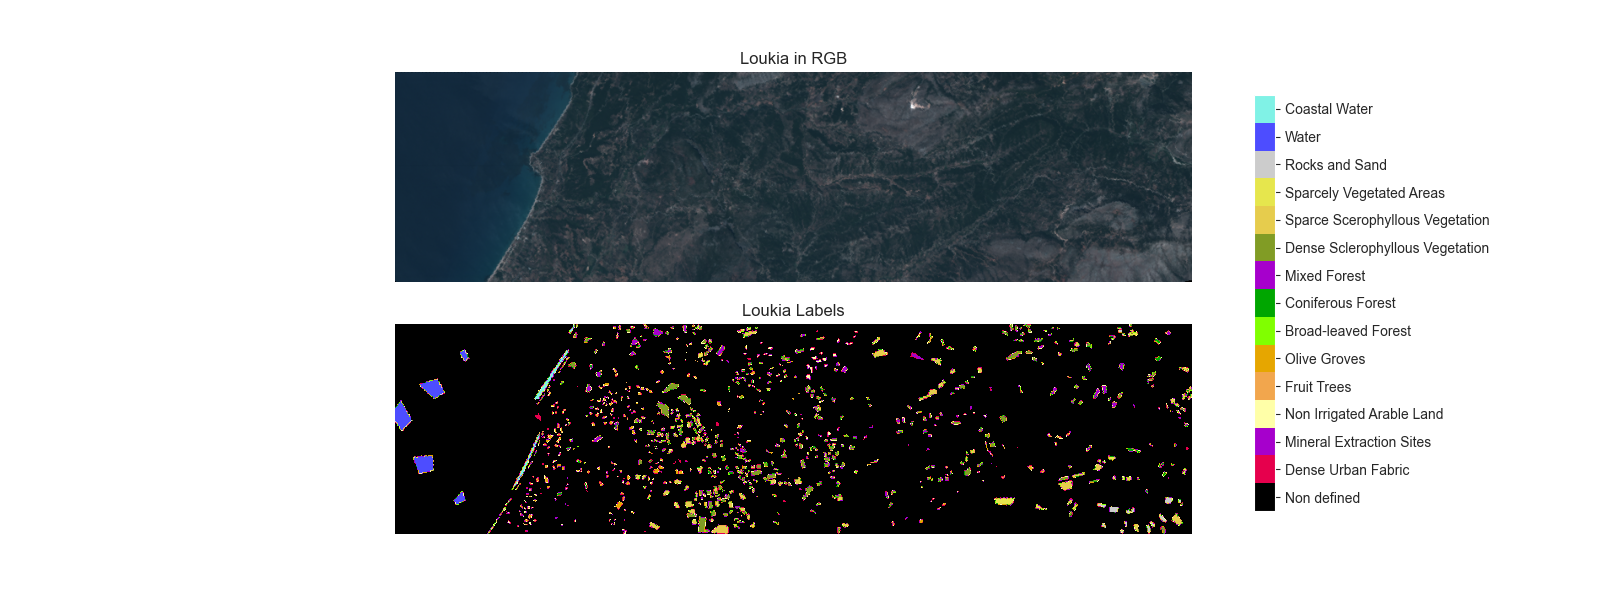 Loukia in RGB
Loukia Labels
Coastal Water
Water
Rocks and Sand
Sparcely Vegetated Areas
Sparce Scerophyllous Vegetation
Dense Sclerophyllous Vegetation
Mixed Forest
Coniferous Forest
Broad-leaved Forest
Olive Groves
Fruit Trees
Non Irrigated Arable Land
Mineral Extraction Sites
Dense Urban Fabric
Non defined